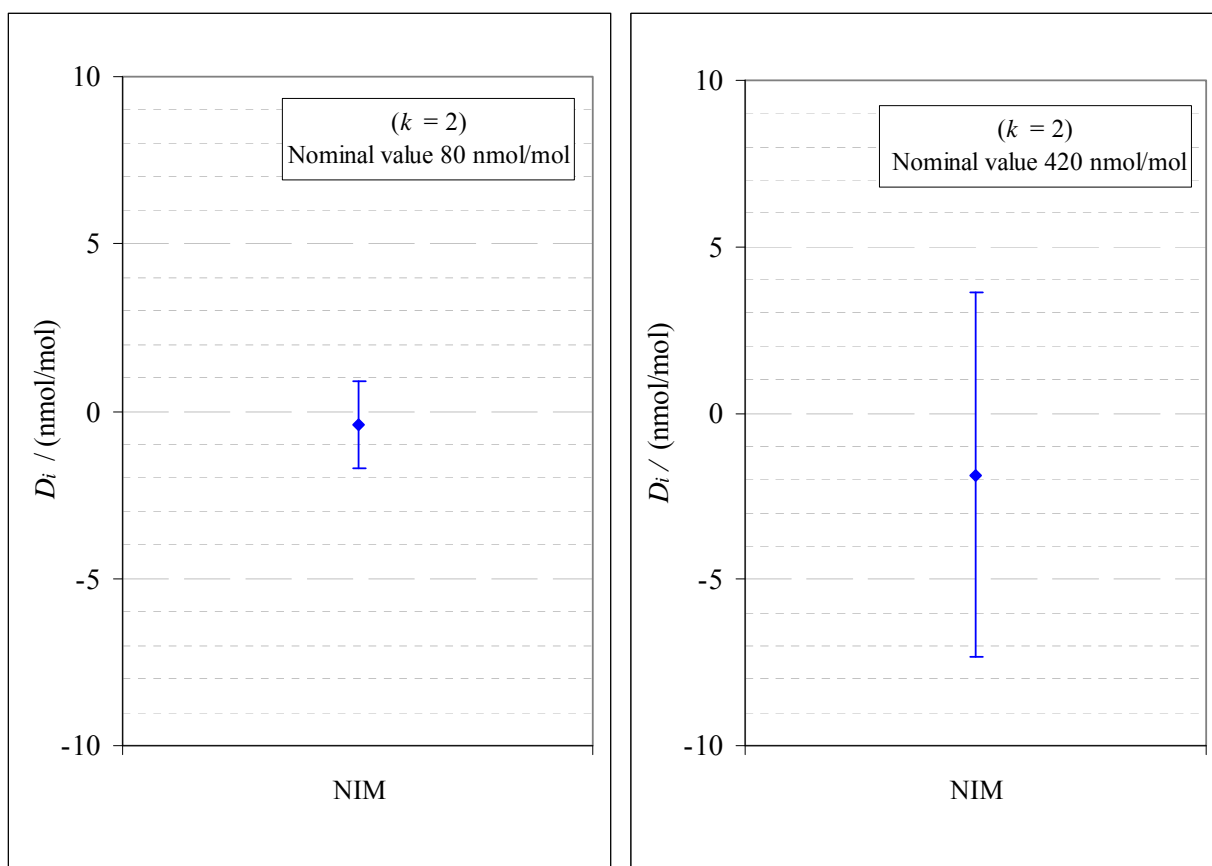 10
5
0
-5
-10
Di / (nmol/mol)
(k = 2)
Nominal value 80 nmol/mol
NIM
10
5
0
-5
-10
Di / (nmol/mol)
(k = 2)
Nominal value 420 nmol/mol
NIM